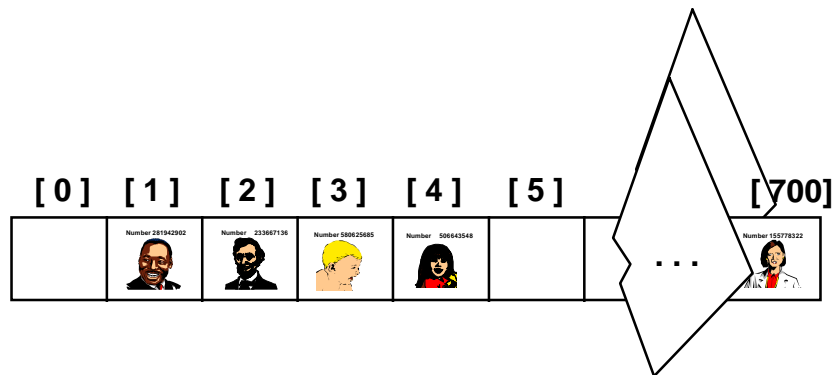 [ 0 ] [ 1 ] [ 2 ] [ 3 ] [ 4 ] [ 5 ] [ 700]
Number 281942902 Number 233667136 Number 580625685 Number 506643548 Number 155778322
. . .